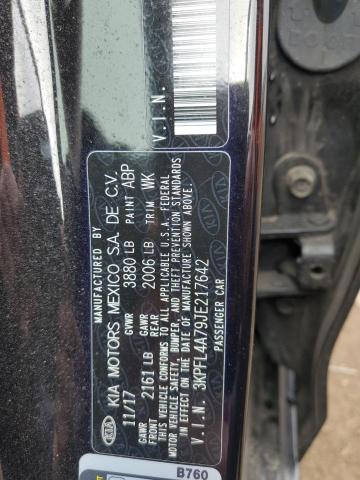 MANUFACTURED BY
KIA KIA MOTORS MEXICO S.A. DE C.V.
11/17 GVWR 3880 LB PAINT ABP
GAWR FRONT 2161 LB GAWR REAR 2006 LB TRIM WK
THIS VEHICLE CONFORMS TO ALL APPLICABLE U.S.A. FEDERAL
MOTOR VEHICLE SAFETY, BUMPER, AND THEFT PREVENTION STANDARDS
IN EFFECT ON THE DATE OF MANUFACTURE SHOWN ABOVE.
V.I.N. 3KPFL4A79JE217642
PASSENGER CAR
V.I.N.
V.I.N.
B760